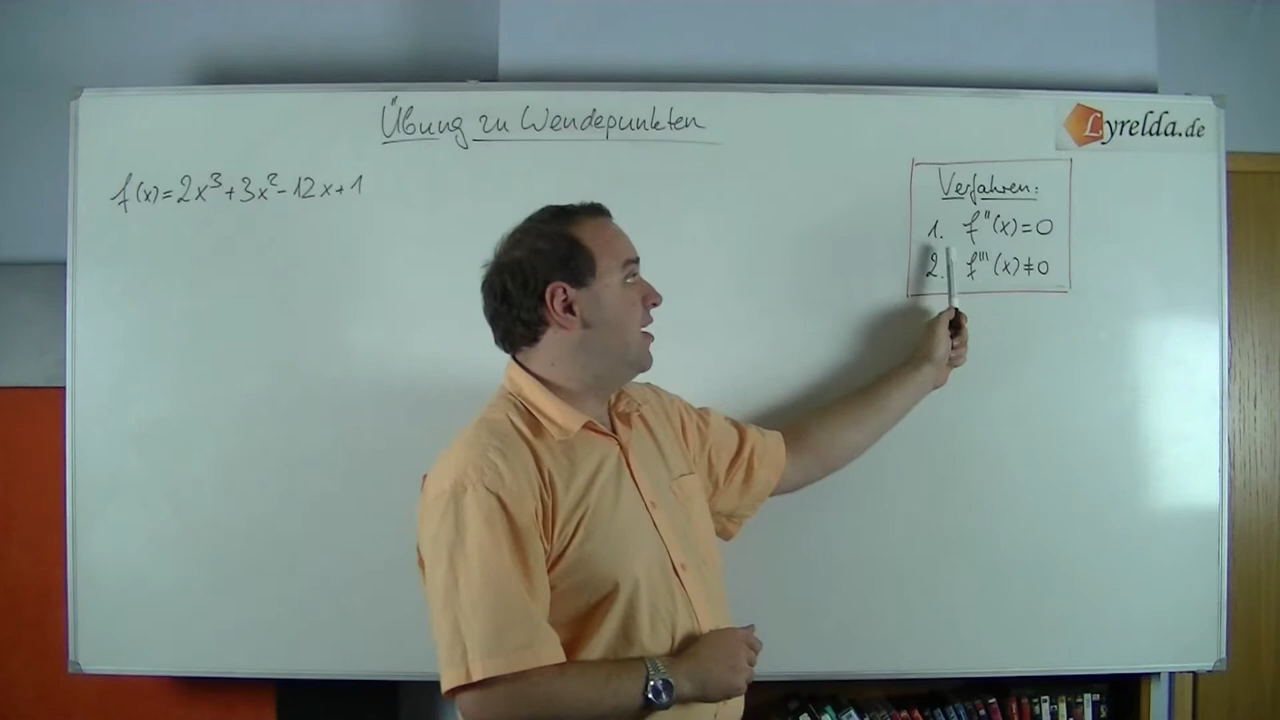 Übung zu Wendepunkten
Lyrelda.de
f(x)=2x³+3x²-12x+1
Verfahren:
1. f''(x)=0
2. f'''(x)≠0